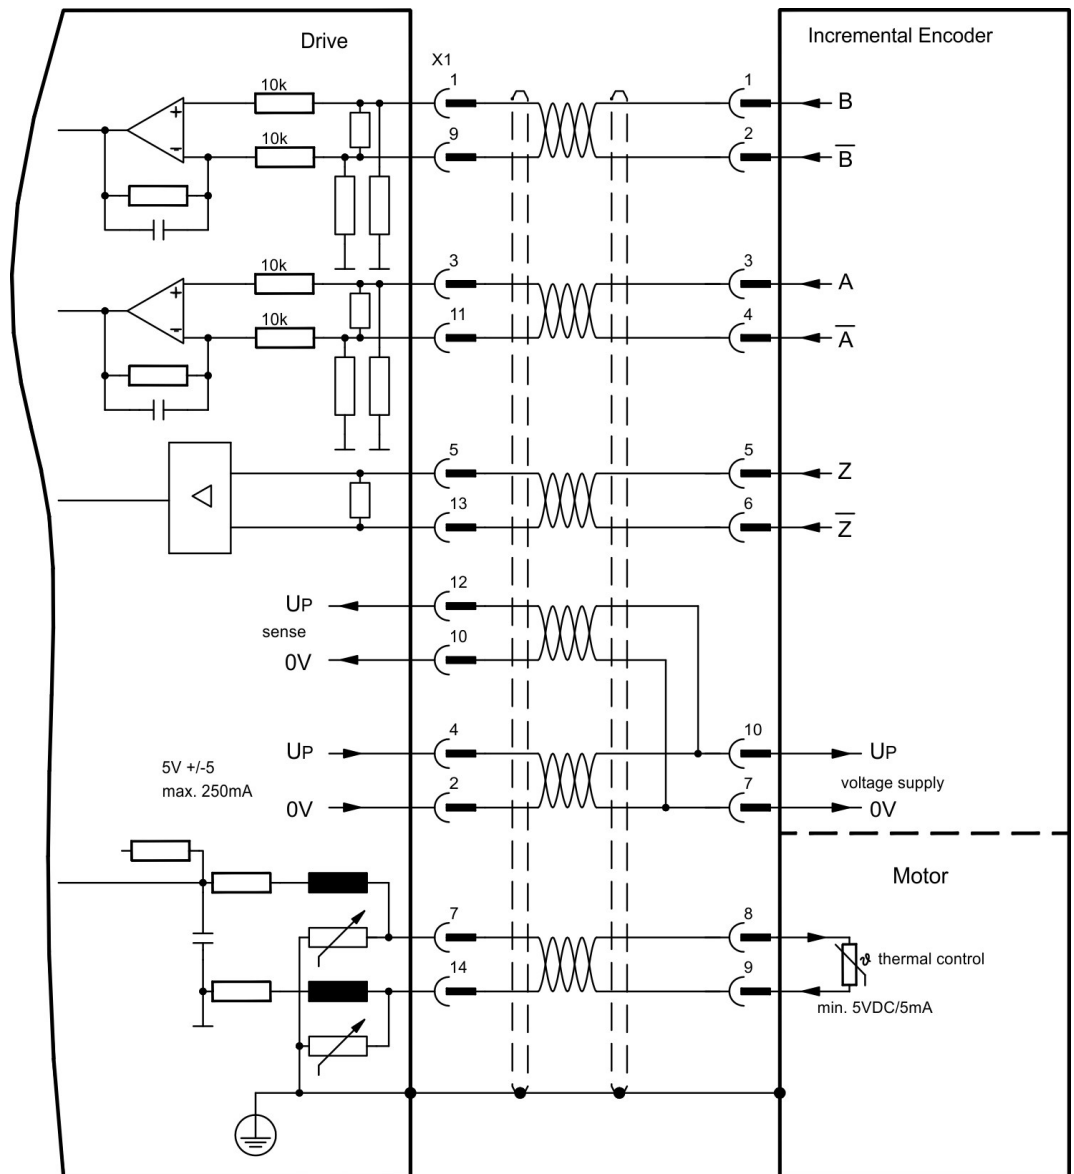 Drive
Incremental Encoder
X1
10k
1
1
B
10k
9
2
B̅
10k
3
3
A
10k
11
4
A̅
5
5
Z
13
6
Z̅
UP
12
sense
0V
10
UP
4
10
UP
5V +/-5
max. 250mA
voltage supply
0V
2
7
0V
Motor
7
8
ϑ thermal control
14
9
min. 5VDC/5mA
+
-
+
-